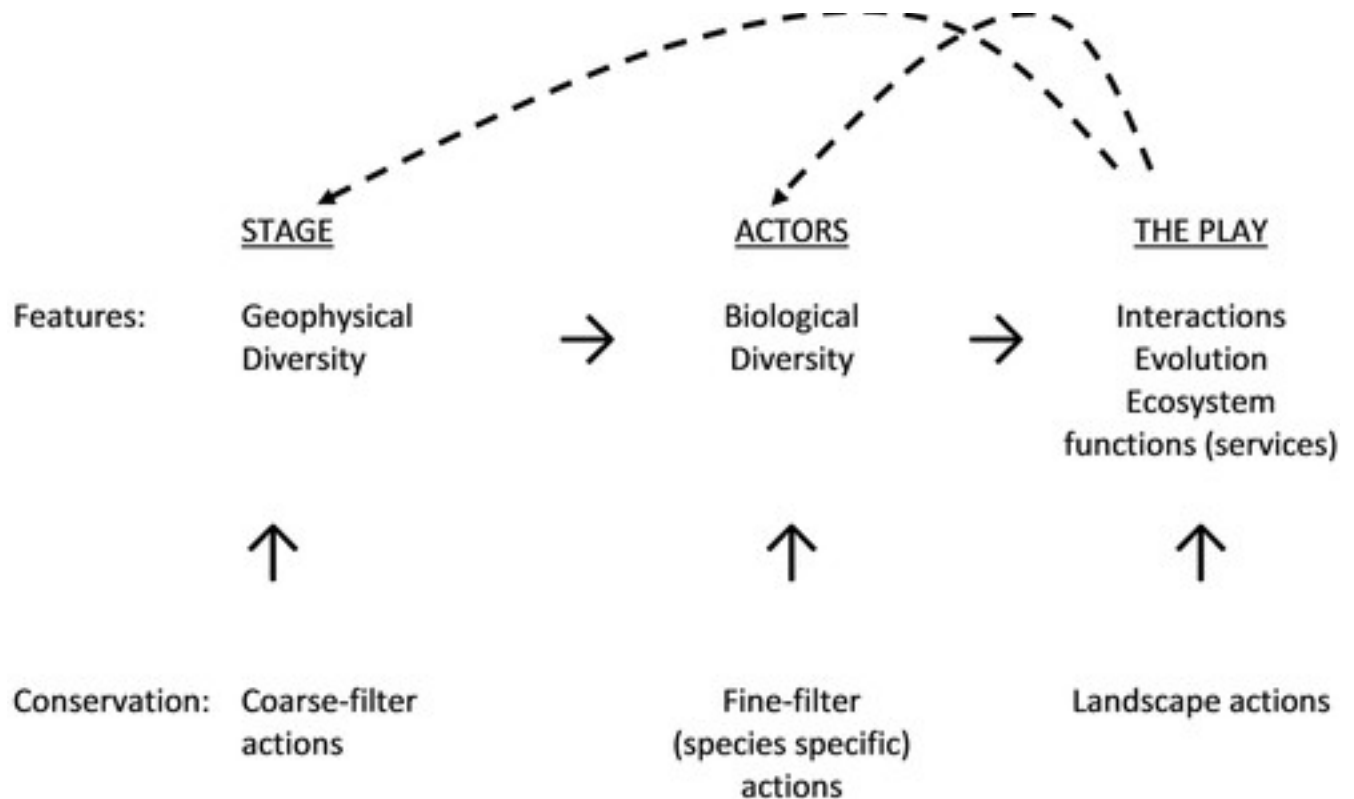 STAGE ACTORS THE PLAY
Features: Geophysical Diversity
Biological Diversity
Interactions
Evolution
Ecosystem
functions (services)
Conservation: Coarse-filter
actions
Fine-filter
(species specific)
actions
Landscape actions